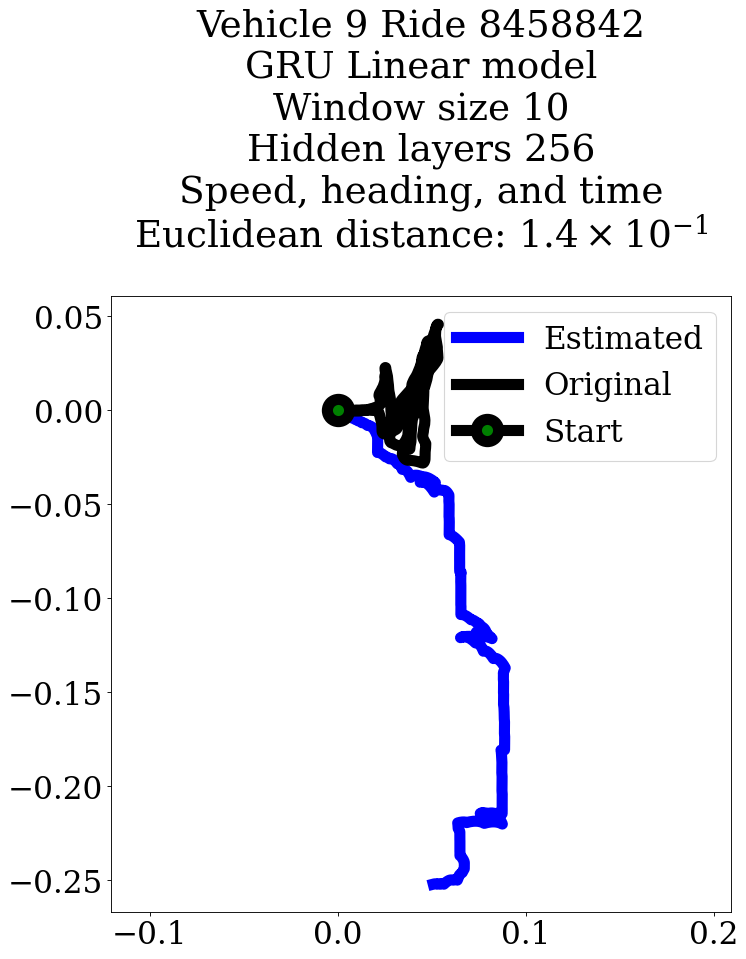 Vehicle 9 Ride 8458842
GRU Linear model
Window size 10
Hidden layers 256
Speed, heading, and time
Euclidean distance: 1.4 × 10⁻¹
Estimated
Original
Start
0.05
0.00
−0.05
−0.10
−0.15
−0.20
−0.25
−0.1 0.0 0.1 0.2